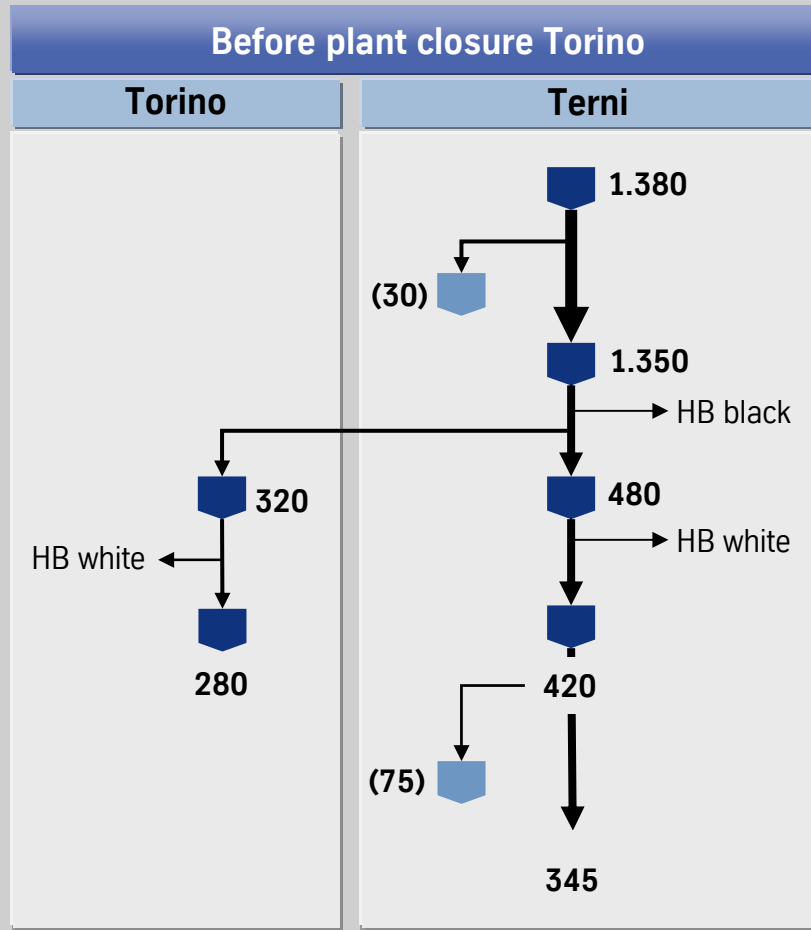 Before plant closure Torino
Torino
Terni
1.380
(30)
1.350
HB black
320
480
HB white
HB white
280
420
(75)
345